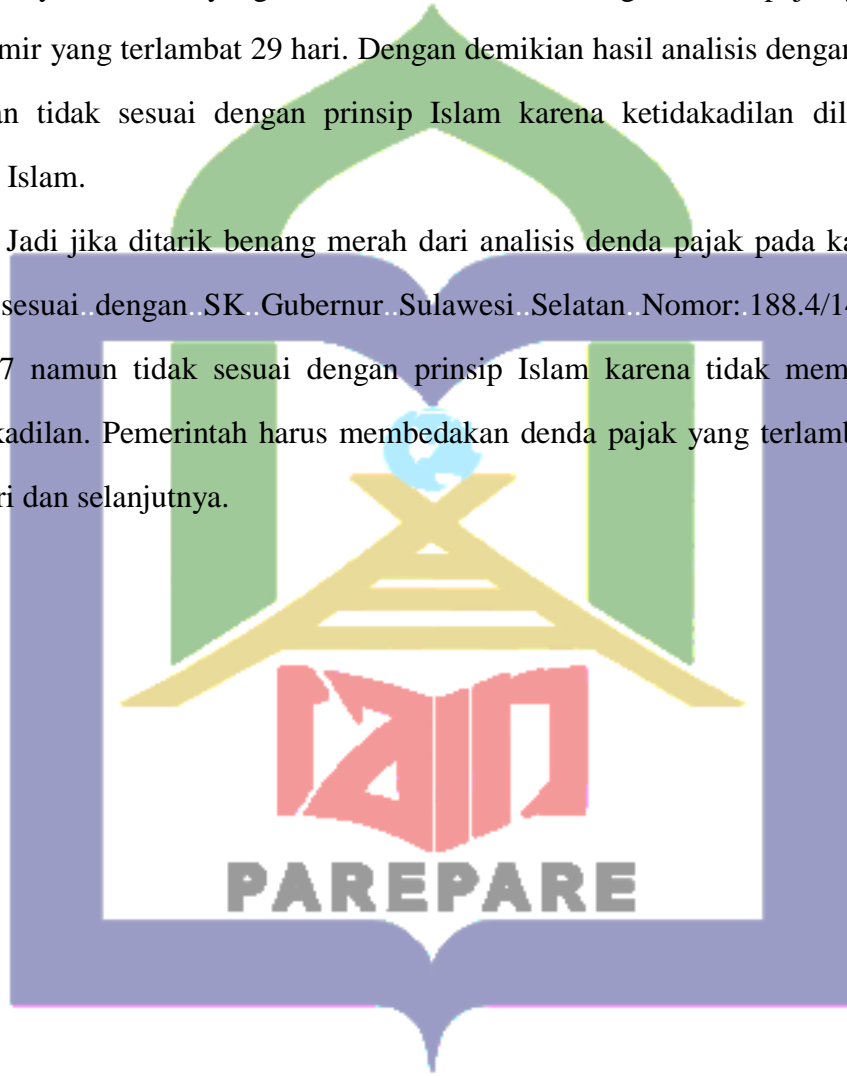 mir yang terlambat 29 hari. Dengan demikian hasil analisis dengan
an tidak sesuai dengan prinsip Islam karena ketidakadilan dil
Islam.
Jadi jika ditarik benang merah dari analisis denda pajak pada ka
sesuai dengan SK Gubernur Sulawesi Selatan Nomor: 188.4/14
7 namun tidak sesuai dengan prinsip Islam karena tidak mem
kadilan. Pemerintah harus membedakan denda pajak yang terlamb
ri dan selanjutnya.
iain
PAREPARE